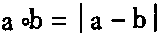 a ∘b = | a − b |